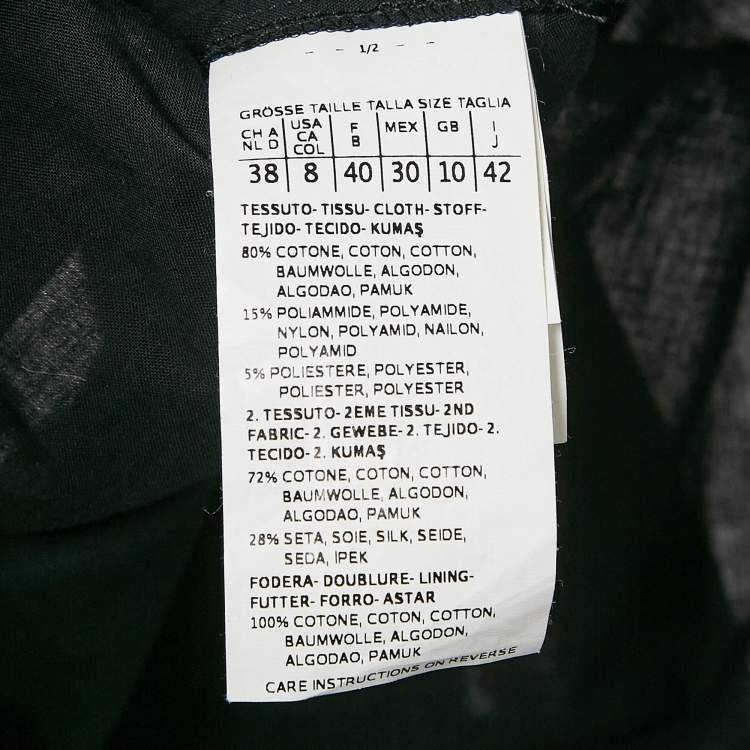 - - 1/2 - -
GRÖSSE TAILLE TALLA SIZE TAGLIA
CH A NL D | USA CA COL | F B | MEX | GB | I J
38 | 8 | 40 | 30 | 10 | 42
TESSUTO- TISSU- CLOTH- STOFF-
TEJIDO- TECIDO- KUMAŞ
80% COTONE, COTON, COTTON,
BAUMWOLLE, ALGODON,
ALGODAO, PAMUK
15% POLIAMMIDE, POLYAMIDE,
NYLON, POLYAMID, NAILON,
POLYAMID
5% POLIESTERE, POLYESTER,
POLIESTER, POLYESTER
2. TESSUTO- 2EME TISSU- 2ND
FABRIC- 2. GEWEBE- 2. TEJIDO- 2.
TECIDO- 2. KUMAŞ
72% COTONE, COTON, COTTON,
BAUMWOLLE, ALGODON,
ALGODAO, PAMUK
28% SETA, SOIE, SILK, SEIDE,
SEDA, IPEK
FODERA- DOUBLURE- LINING-
FUTTER- FORRO- ASTAR
100% COTONE, COTON, COTTON,
BAUMWOLLE, ALGODON,
ALGODAO, PAMUK
CARE INSTRUCTIONS ON REVERSE